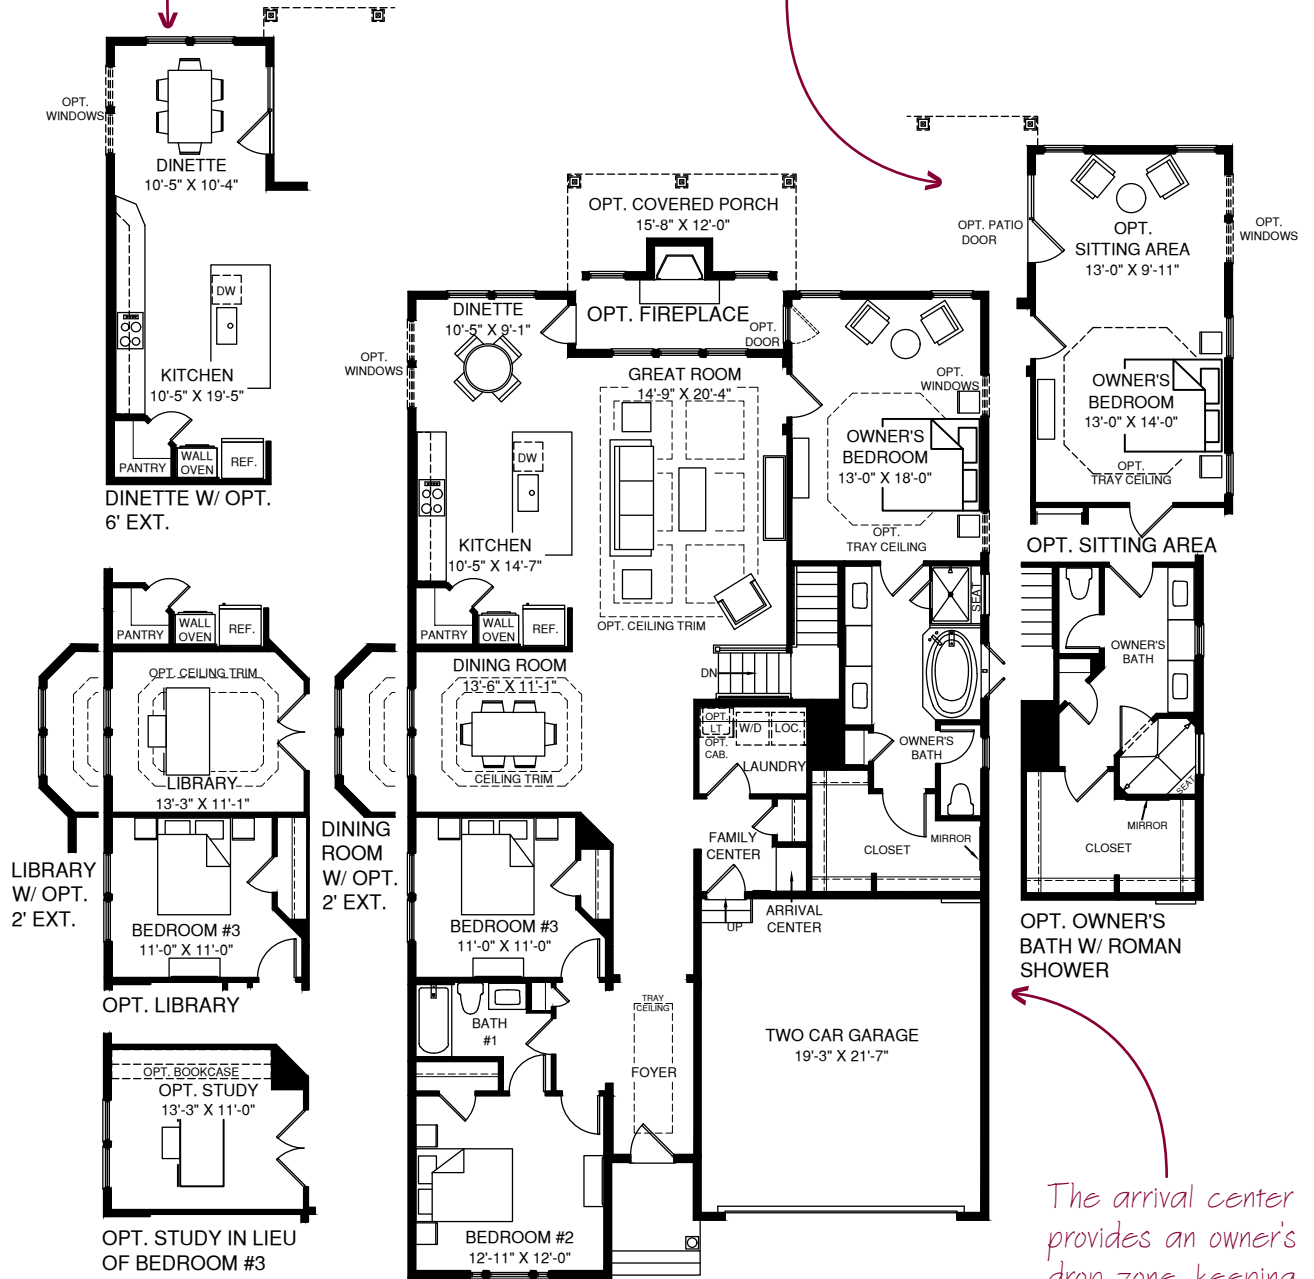 OPT.
WINDOWS
DINETTE
10'-5" X 10'-4"
DW
KITCHEN
10'-5" X 19'-5"
PANTRY
WALL
OVEN
REF.
DINETTE W/ OPT.
6' EXT.
PANTRY
WALL
OVEN
REF.
OPT. CEILING TRIM
LIBRARY
13'-3" X 11'-1"
LIBRARY
W/ OPT.
2' EXT.
BEDROOM #3
11'-0" X 11'-0"
OPT. LIBRARY
OPT. BOOKCASE
OPT. STUDY
13'-3" X 11'-0"
OPT. STUDY IN LIEU
OF BEDROOM #3
DINING
ROOM
W/ OPT.
2' EXT.
OPT. COVERED PORCH
15'-8" X 12'-0"
OPT. FIREPLACE
OPT.
DOOR
DINETTE
10'-5" X 9'-1"
OPT.
WINDOWS
GREAT ROOM
14'-9" X 20'-4"
OPT. CEILING TRIM
DW
KITCHEN
10'-5" X 14'-7"
PANTRY
WALL
OVEN
REF.
OPT.
WINDOWS
OWNER'S
BEDROOM
13'-0" X 18'-0"
OPT.
TRAY CEILING
SEAT
DN
DINING ROOM
13'-6" X 11'-1"
CEILING TRIM
OPT.
LT
OPT.
CAB.
W/D
LOC.
LAUNDRY
OWNER'S
BATH
FAMILY
CENTER
CLOSET
MIRROR
UP
ARRIVAL
CENTER
BEDROOM #3
11'-0" X 11'-0"
BATH
#1
TRAY
CEILING
FOYER
TWO CAR GARAGE
19'-3" X 21'-7"
BEDROOM #2
12'-11" X 12'-0"
OPT. PATIO
DOOR
OPT.
SITTING AREA
13'-0" X 9'-11"
OPT.
WINDOWS
OWNER'S
BEDROOM
13'-0" X 14'-0"
OPT.
TRAY CEILING
OPT. SITTING AREA
OWNER'S
BATH
SEAT
MIRROR
CLOSET
OPT. OWNER'S
BATH W/ ROMAN
SHOWER
The arrival center
provides an owner's
drop zone, keeping